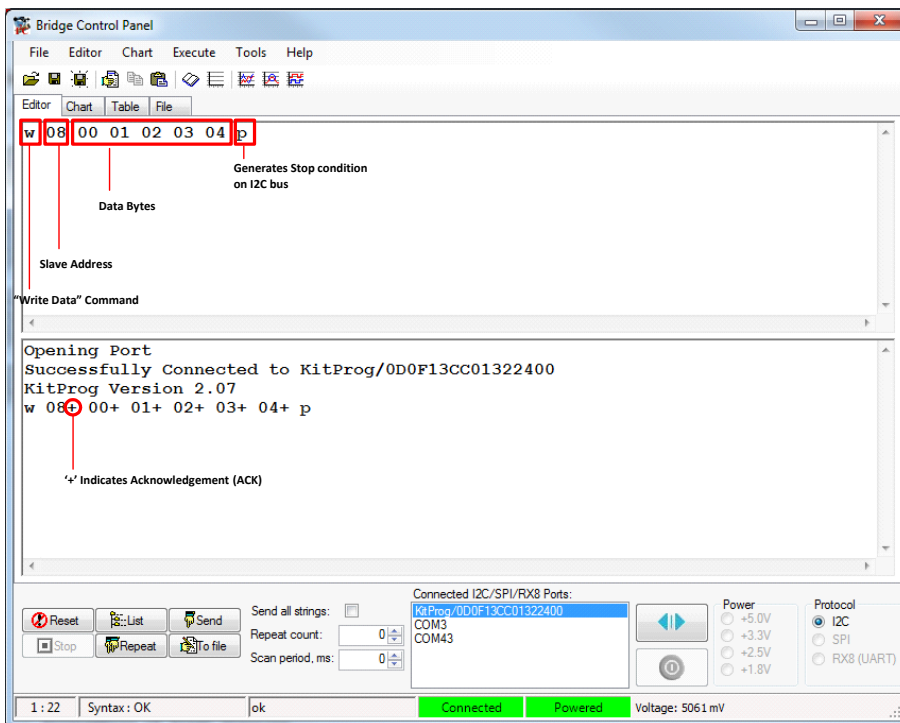 Bridge Control Panel
File Editor Chart Execute Tools Help
Editor Chart Table File
w 08 00 01 02 03 04 p
Generates Stop condition
on I2C bus
Data Bytes
Slave Address
"Write Data" Command
Opening Port
Successfully Connected to KitProg/0D0F13CC01322400
KitProg Version 2.07
w 08+ 00+ 01+ 02+ 03+ 04+ p
‘+’ Indicates Acknowledgement (ACK)
Connected I2C/SPI/RX8 Ports:
Reset List Send
Stop Repeat To file
Send all strings:
Repeat count: 0
Scan period, ms: 0
KitProg/0D0F13CC01322400
COM3
COM43
Power
+5.0V
+3.3V
+2.5V
+1.8V
Protocol
I2C
SPI
RX8 (UART)
1 : 22 Syntax : OK ok Connected Powered Voltage: 5061 mV